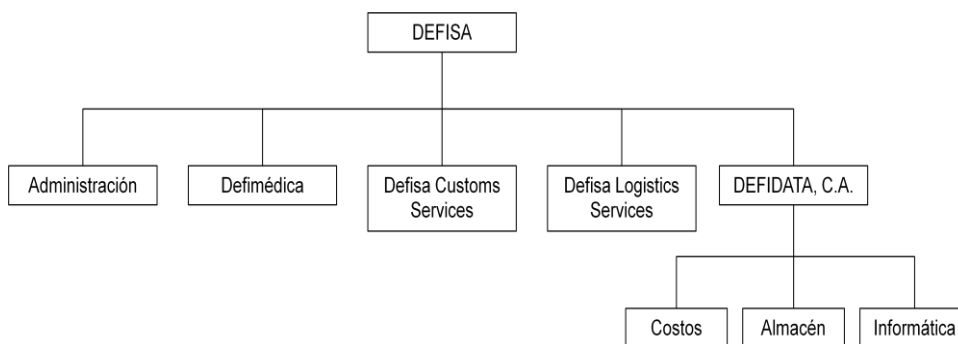 DEFISA
Administración
Defimédica
Defisa Customs
Services
Defisa Logistics
Services
DEFIDATA, C.A.
Costos
Almacén
Informática